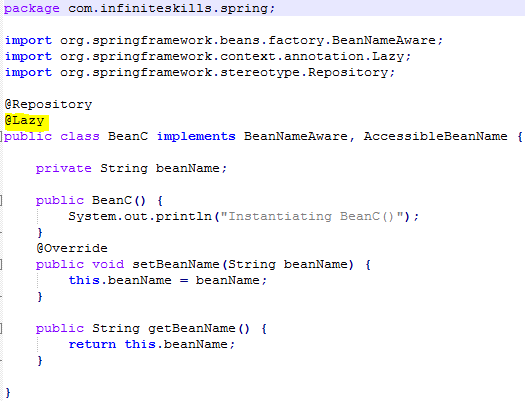 package com.infiniteskills.spring;
import org.springframework.beans.factory.BeanNameAware;
import org.springframework.context.annotation.Lazy;
import org.springframework.stereotype.Repository;
@Repository
@Lazy
public class BeanC implements BeanNameAware, AccessibleBeanName {
private String beanName;
public BeanC() {
System.out.println("Instantiating BeanC()");
}
@Override
public void setBeanName(String beanName) {
this.beanName = beanName;
}
public String getBeanName() {
return this.beanName;
}
}